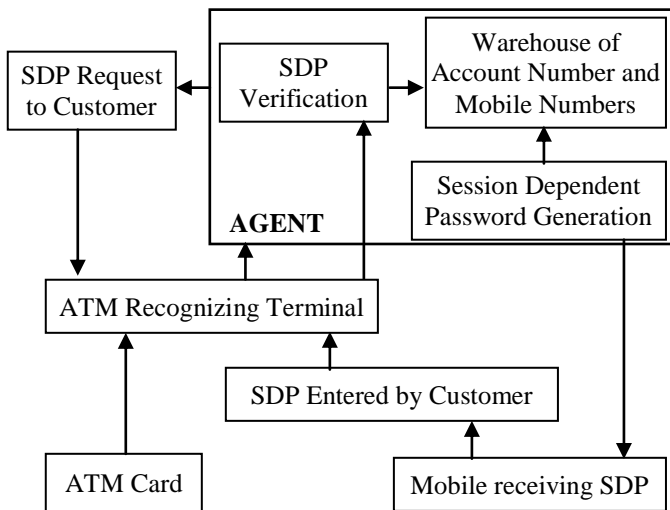 SDP Request
to Customer
SDP
Verification
Warehouse of
Account Number and
Mobile Numbers
Session Dependent
Password Generation
AGENT
ATM Recognizing Terminal
SDP Entered by Customer
ATM Card
Mobile receiving SDP